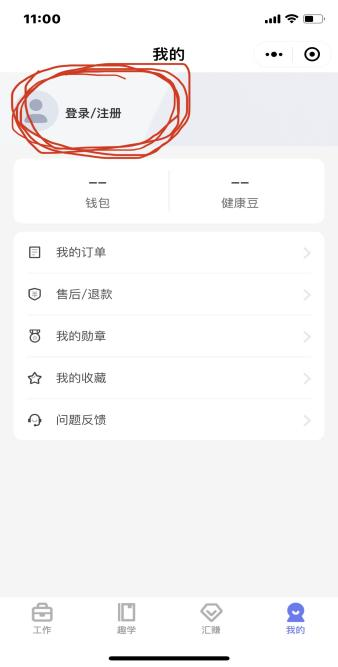 11:00
我的
登录/注册
-- --
钱包 健康豆
我的订单
售后/退款
我的勋章
我的收藏
问题反馈
工作 趣学 汇赚 我的